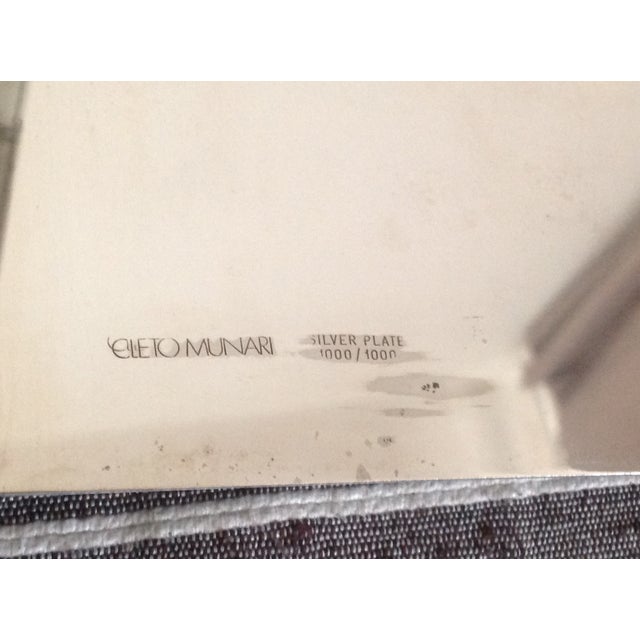 CLETO MUNARI
SILVER PLATE
1000/1000